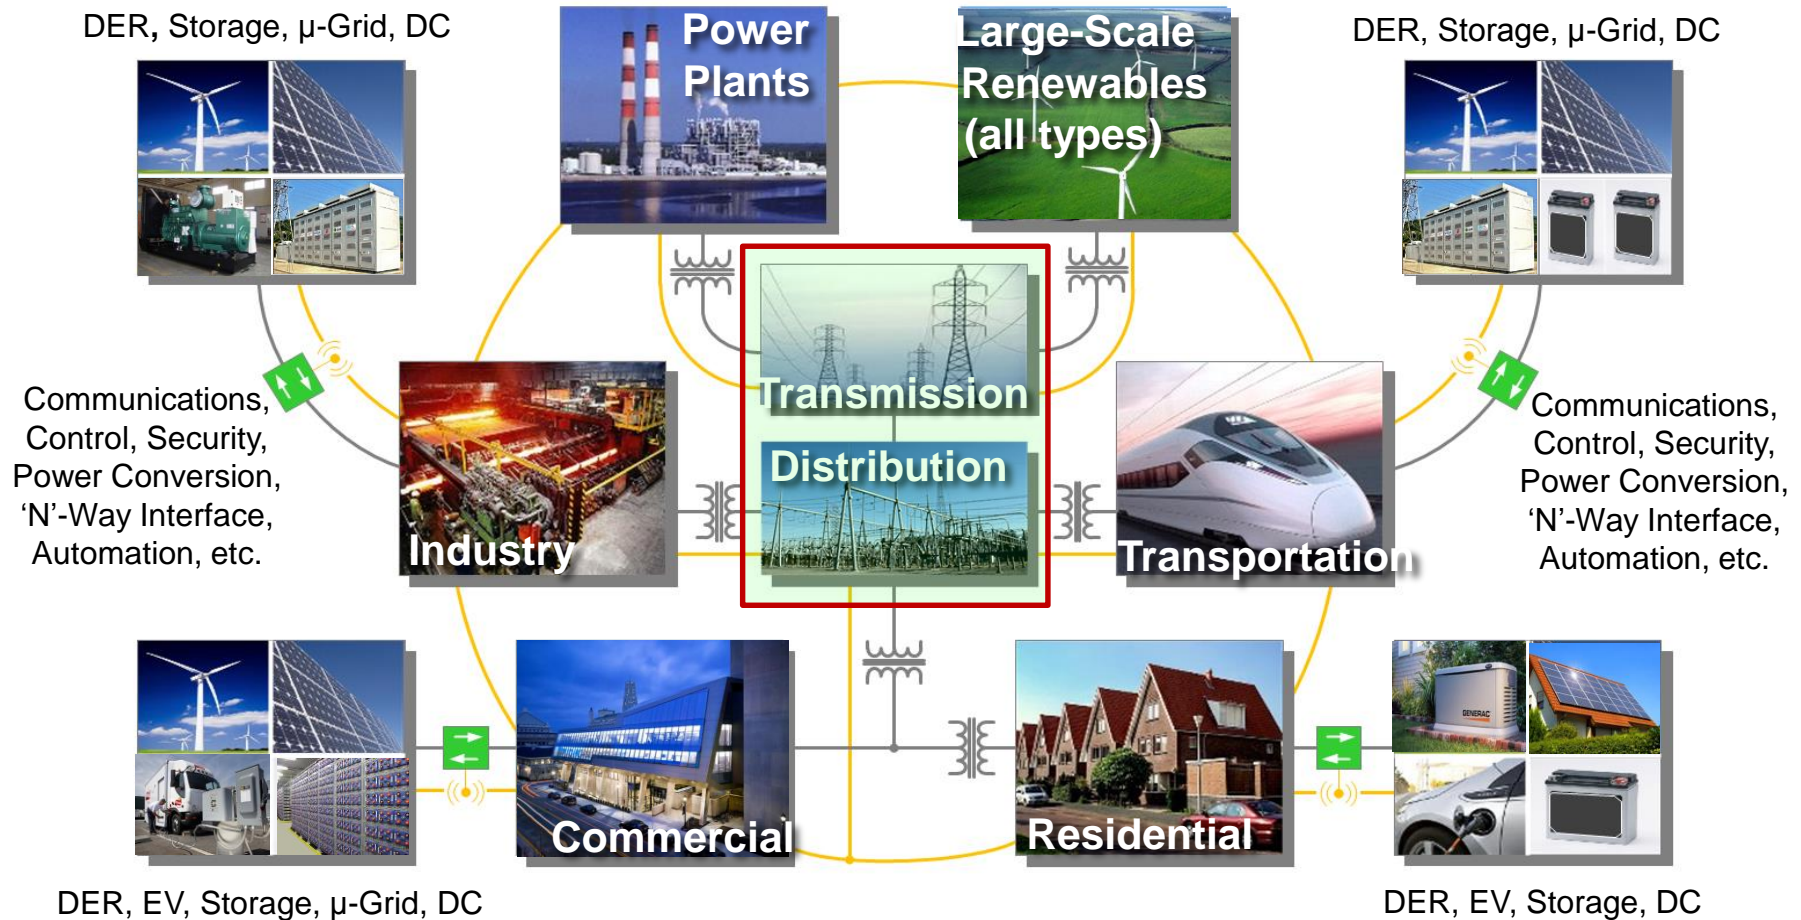 DER, Storage, μ-Grid, DC
Power
Plants
Large-Scale
Renewables
(all types)
DER, Storage, μ-Grid, DC
Transmission
Distribution
Communications,
Control, Security,
Power Conversion,
‘N’-Way Interface,
Automation, etc.
Industry
Transportation
Communications,
Control, Security,
Power Conversion,
‘N’-Way Interface,
Automation, etc.
Commercial
Residential
GENERAC
DER, EV, Storage, μ-Grid, DC
DER, EV, Storage, DC